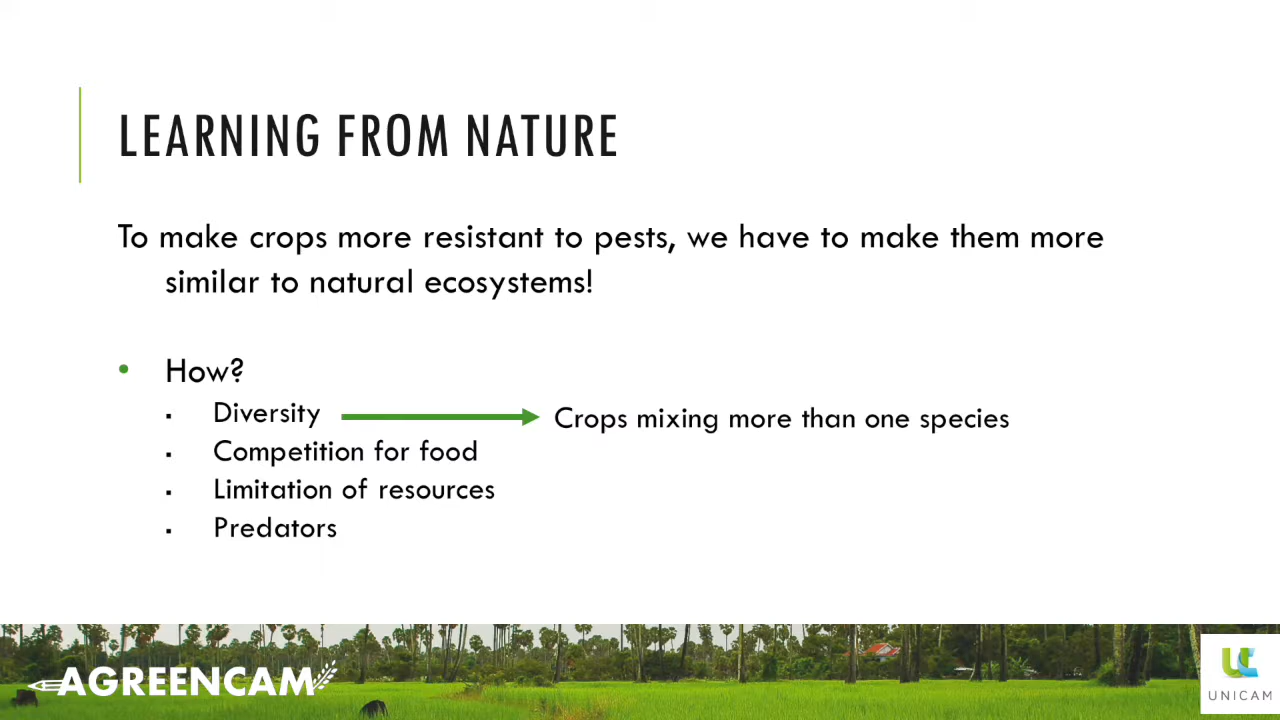 LEARNING FROM NATURE
To make crops more resistant to pests, we have to make them more
similar to natural ecosystems!
• How?
▪ Diversity → Crops mixing more than one species
▪ Competition for food
▪ Limitation of resources
▪ Predators
AGREENCAM
UNICAM